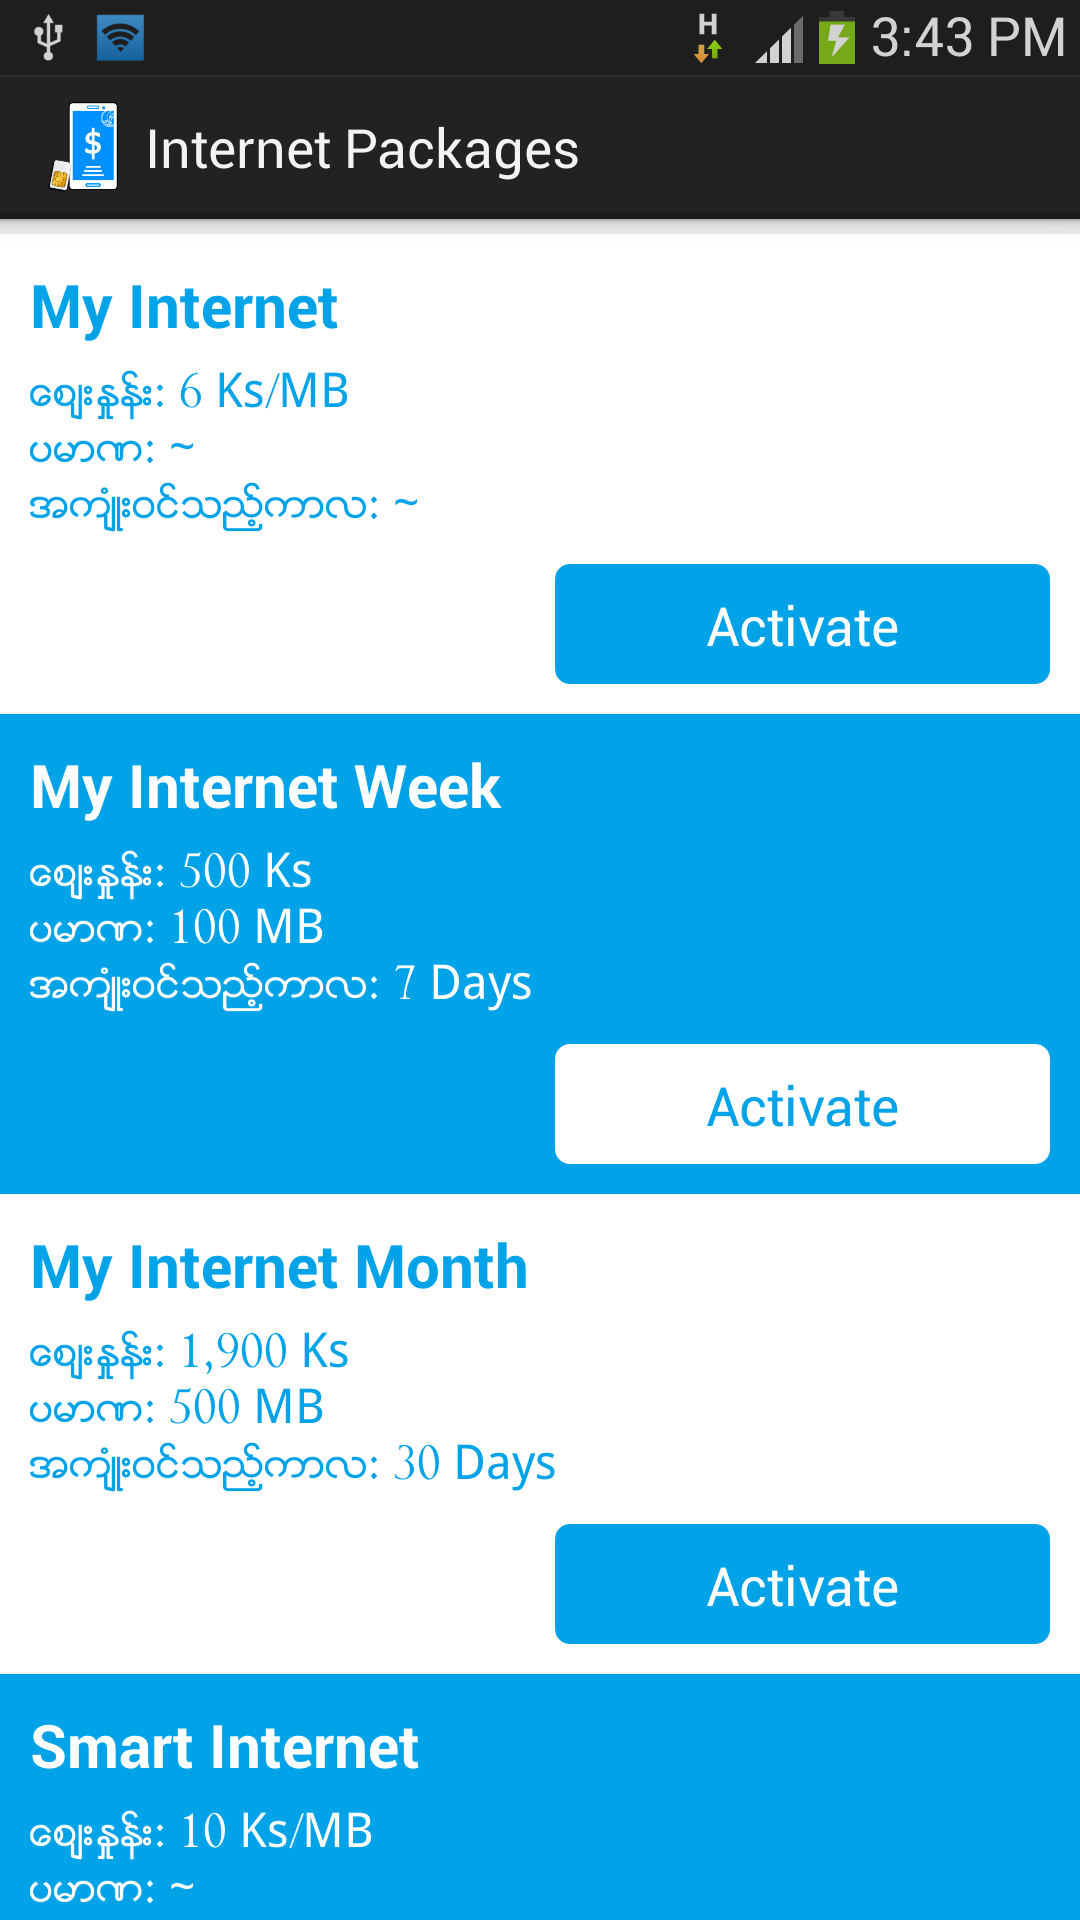 H 3:43 PM
Internet Packages
My Internet
ဈေးနှုန်း: 6 Ks/MB
ပမာဏ: ~
အကျုံးဝင်သည့်ကာလ: ~
Activate
My Internet Week
ဈေးနှုန်း: 500 Ks
ပမာဏ: 100 MB
အကျုံးဝင်သည့်ကာလ: 7 Days
Activate
My Internet Month
ဈေးနှုန်း: 1,900 Ks
ပမာဏ: 500 MB
အကျုံးဝင်သည့်ကာလ: 30 Days
Activate
Smart Internet
ဈေးနှုန်း: 10 Ks/MB
ပမာဏ: ~